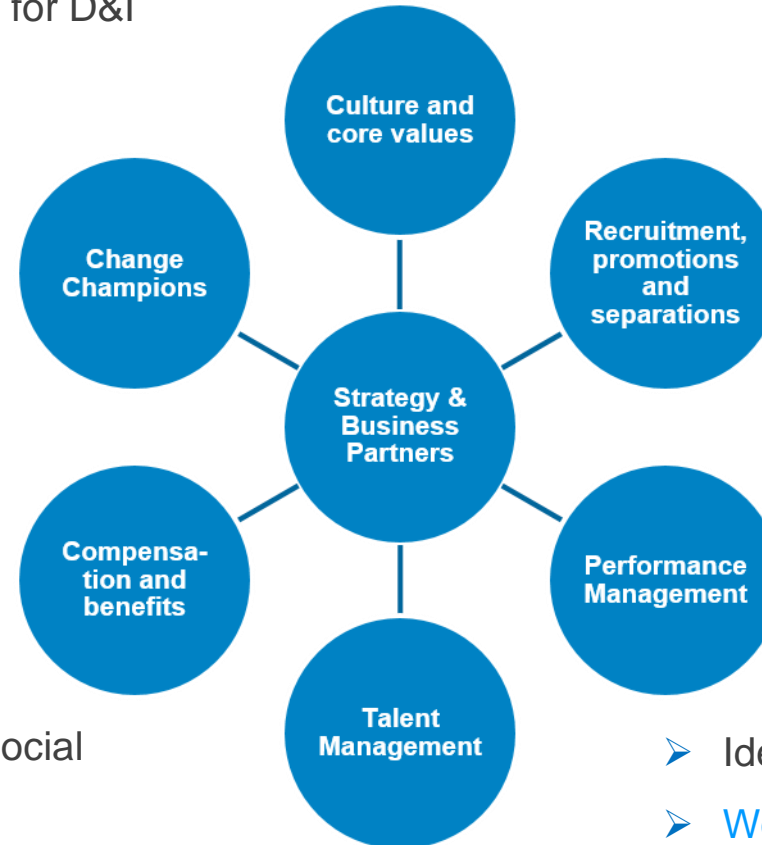 for D&I
Culture and
core values
Change
Champions
Recruitment,
promotions
and
separations
Strategy &
Business
Partners
Compensa-
tion and
benefits
Performance
Management
Talent
Management
ocial
➢ Ide
➢ W